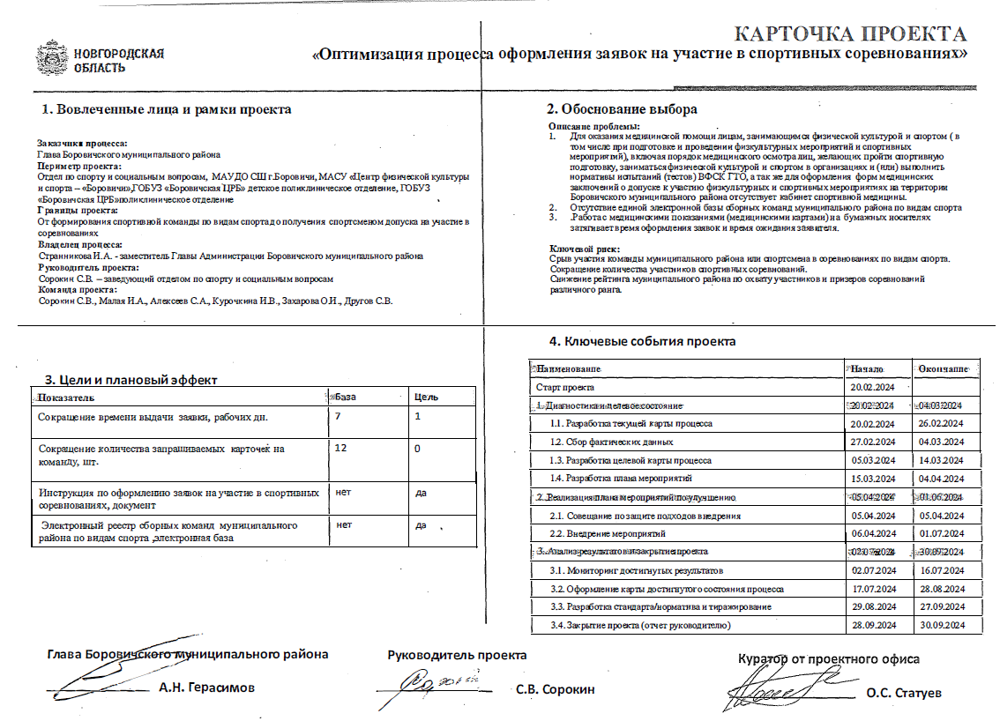 НОВГОРОДСКАЯ
ОБЛАСТЬ
КАРТОЧКА ПРОЕКТА
«Оптимизация процесса оформления заявок на участие в спортивных соревнованиях»
1. Вовлеченные лица и рамки проекта
Заказчики процесса:
Глава Боровичского муниципального района
Периметр проекта:
Отдел по спорту и социальным вопросам, МАУДО СШ г.Боровичи, МАСУ «Центр физической культуры
и спорта – «Боровичи»,ГОБУЗ «Боровичская ЦРБ» детское поликлиническое отделение, ГОБУЗ
«Боровичская ЦРБ»поликлиническое отделение
Границы проекта:
От формирования спортивной команды по видам спорта до получения спортсменом допуска на участие в
соревнованиях
Владелец процесса:
Странникова И.А. - заместитель Главы Администрации Боровичского муниципального района
Руководитель проекта:
Сорокин С.В. – заведующий отделом по спорту и социальным вопросам
Команда проекта:
Сорокин С.В., Малая И.А., Алексеев С.А., Курочкина И.В., Захарова О.И., Другов С.В.
2. Обоснование выбора
Описание проблемы:
1. Для оказания медицинской помощи лицам, занимающимся физической культурой и спортом ( в
том числе при подготовке и проведении физкультурных мероприятий и спортивных
мероприятий), включая порядок медицинского осмотра лиц, желающих пройти спортивную
подготовку, заниматься физической культурой и спортом в организациях и (или) выполнить
нормативы испытаний (тестов) ВФСК ГТО, а так же для оформления форм медицинских
заключений о допуске к участию физкультурных и спортивных мероприятиях на территории
Боровичского муниципального района отсутствует кабинет спортивной медицины.
2. Отсутствие единой электронной базы сборных команд муниципального района по видам спорта
3. .Работа с медицинскими показаниями (медицинскими картами) на бумажных носителях
затягивает время оформления заявок и время ожидания заявителя.
Ключевой риск:
Срыв участия команды муниципального района или спортсмена в соревнованиях по видам спорта.
Сокращение количества участников спортивных соревнований.
Снижение рейтинга муниципального района по охвату участников и призеров соревнований
различного ранга.
3. Цели и плановый эффект
Показатель База Цель
Сокращение времени выдачи заявки, рабочих дн. 7 1
Сокращение количества запрашиваемых карточек на 12 0
команду, шт.
Инструкция по оформлению заявок на участие в спортивных нет да
соревнованиях, документ
Электронный реестр сборных команд муниципального нет да
района по видам спорта ,электронная база
4. Ключевые события проекта
Наименование Начало Окончание
Старт проекта 20.02.2024
1. Диагностика и целевое состояние 20.02.2024 04.03.2024
1.1. Разработка текущей карты процесса 20.02.2024 26.02.2024
1.2. Сбор фактических данных 27.02.2024 04.03.2024
1.3. Разработка целевой карты процесса 05.03.2024 14.03.2024
1.4. Разработка плана мероприятий 15.03.2024 04.04.2024
2. Реализация плана мероприятий по улучшению 05.04.2024 01.06.2024
2.1. Совещание по защите подходов внедрения 05.04.2024 05.04.2024
2.2. Внедрение мероприятий 06.04.2024 01.07.2024
3. Анализ результатов и закрытие проекта 02.07.2024 30.09.2024
3.1. Мониторинг достигнутых результатов 02.07.2024 16.07.2024
3.2. Оформление карты достигнутого состояния процесса 17.07.2024 28.08.2024
3.3. Разработка стандарта/норматива и тиражирование 29.08.2024 27.09.2024
3.4. Закрытие проекта (отчет руководителю) 28.09.2024 30.09.2024
Глава Боровичского муниципального района
А.Н. Герасимов
Руководитель проекта
С.В. Сорокин
Куратор от проектного офиса
О.С. Статуев